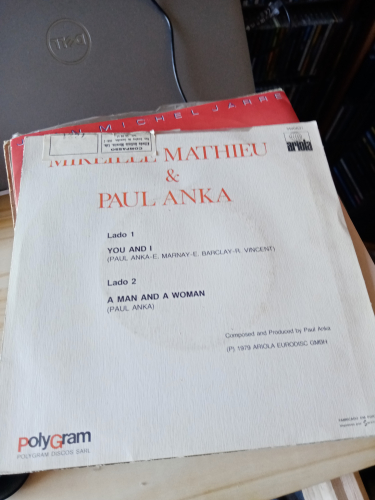 MICHEL JARRE
COMPRADO
ariola
MIREILLE MATHIEU
&
PAUL ANKA
Lado 1
YOU AND I
(PAUL ANKA-E. MARNAY-E. BARCLAY-R. VINCENT)
Lado 2
A MAN AND A WOMAN
(PAUL ANKA)
Composed and Produced by Paul Anka
(P) 1979 ARIOLA EURODISC GMBH
PolyGram
POLYGRAM DISCOS SARL